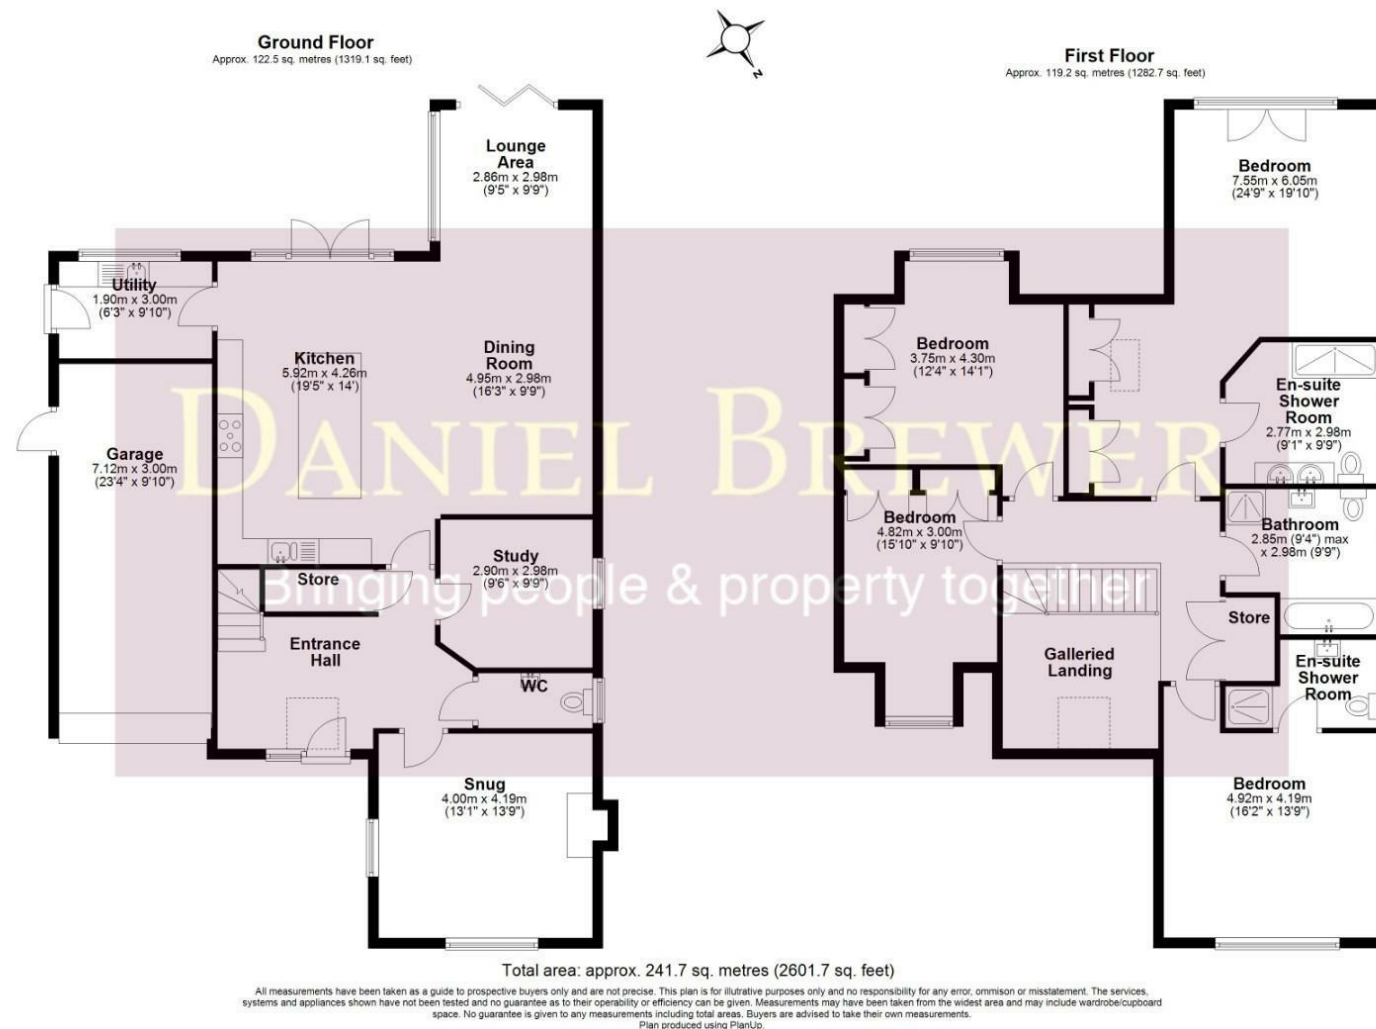 Ground Floor
Approx. 122.5 sq. metres (1319.1 sq. feet)
N
First Floor
Approx. 119.2 sq. metres (1282.7 sq. feet)
Lounge
Area
2.86m x 2.98m
(9'5" x 9'9")
Bedroom
7.55m x 6.05m
(24'9" x 19'10")
Utility
1.90m x 3.00m
(6'3" x 9'10")
Kitchen
5.92m x 4.26m
(19'5" x 14')
Dining
Room
4.95m x 2.98m
(16'3" x 9'9")
Bedroom
3.75m x 4.30m
(12'4" x 14'1")
En-suite
Shower
Room
2.77m x 2.98m
(9'1" x 9'9")
DANIEL BREWER
Garage
7.12m x 3.00m
(23'4" x 9'10")
Bedroom
4.82m x 3.00m
(15'10" x 9'10")
Bathroom
2.85m (9'4") max
x 2.98m (9'9")
Study
2.90m x 2.98m
(9'6" x 9'9")
Store
Bringing people & property together
Store
Entrance
Hall
Galleried
Landing
En-suite
Shower
Room
WC
Snug
4.00m x 4.19m
(13'1" x 13'9")
Bedroom
4.92m x 4.19m
(16'2" x 13'9")
Total area: approx. 241.7 sq. metres (2601.7 sq. feet)
All measurements have been taken as a guide to prospective buyers only and are not precise. This plan is for illutrative purposes only and no responsibility for any error, ommison or misstatement. The services,
systems and appliances shown have not been tested and no guarantee as to their operability or efficiency can be given. Measurements may have been taken from the widest area and may include wardrobe/cupboard
space. No guarantee is given to any measurements including total areas. Buyers are advised to take their own measurements.
Plan produced using PlanUp.